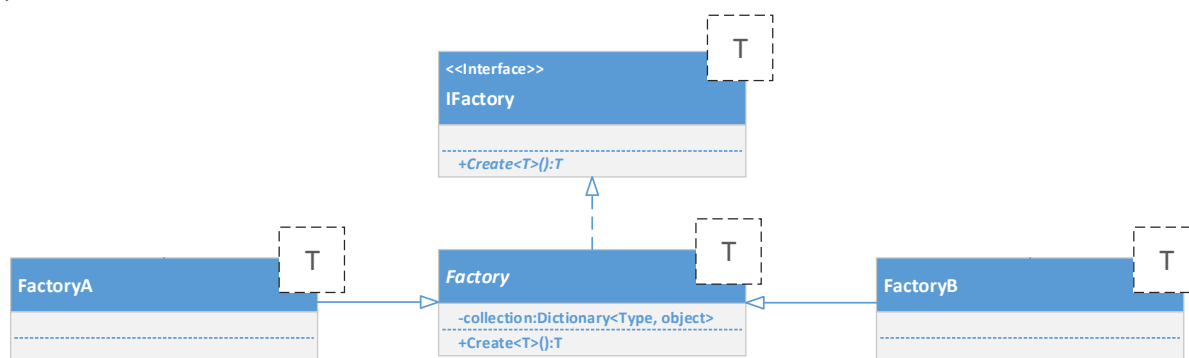 T
<<Interface>>
IFactory
+Create<T>():T
T
FactoryA
T
Factory
-collection:Dictionary<Type, object>
+Create<T>():T
T
FactoryB